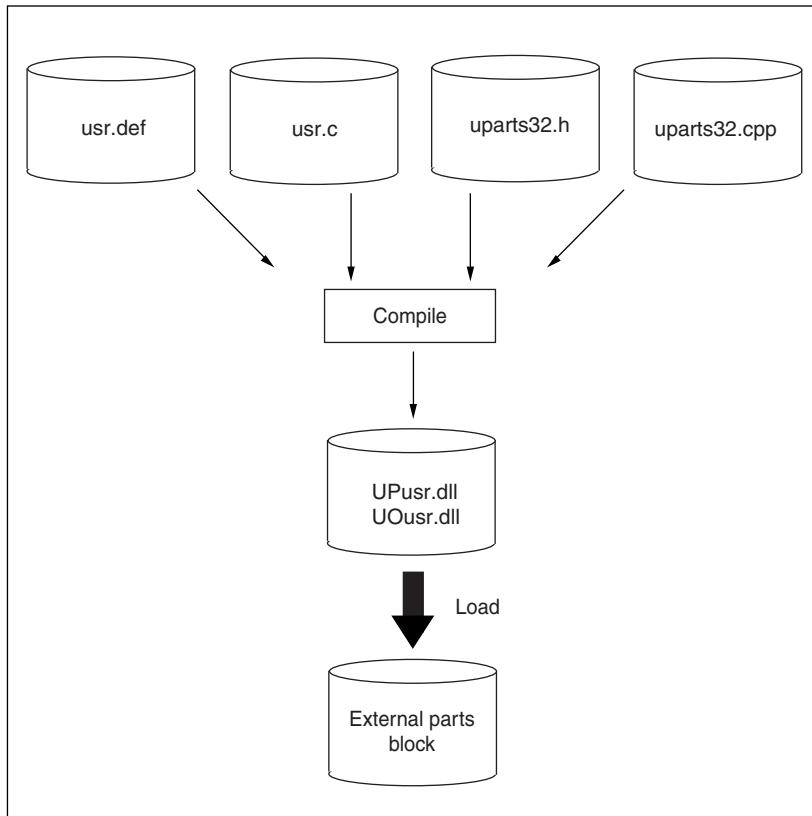 usr.def
usr.c
uparts32.h
uparts32.cpp
Compile
UPusr.dll
UOusr.dll
Load
External parts
block